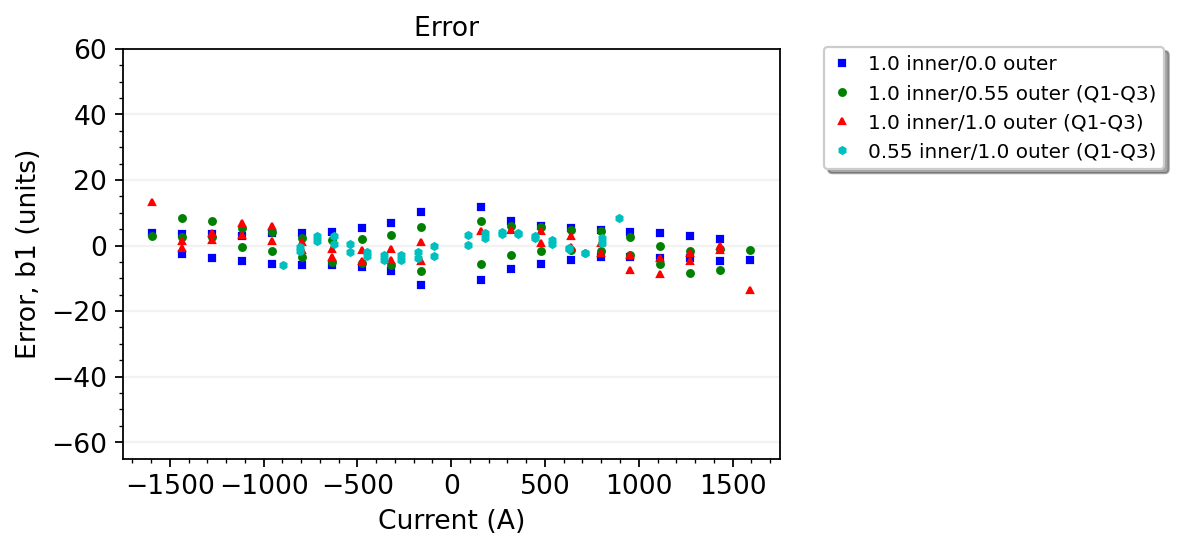 Error
60
40
20
0
−20
−40
−60
Error, b1 (units)
−1500 −1000 −500 0 500 1000 1500
Current (A)
1.0 inner/0.0 outer
1.0 inner/0.55 outer (Q1-Q3)
1.0 inner/1.0 outer (Q1-Q3)
0.55 inner/1.0 outer (Q1-Q3)